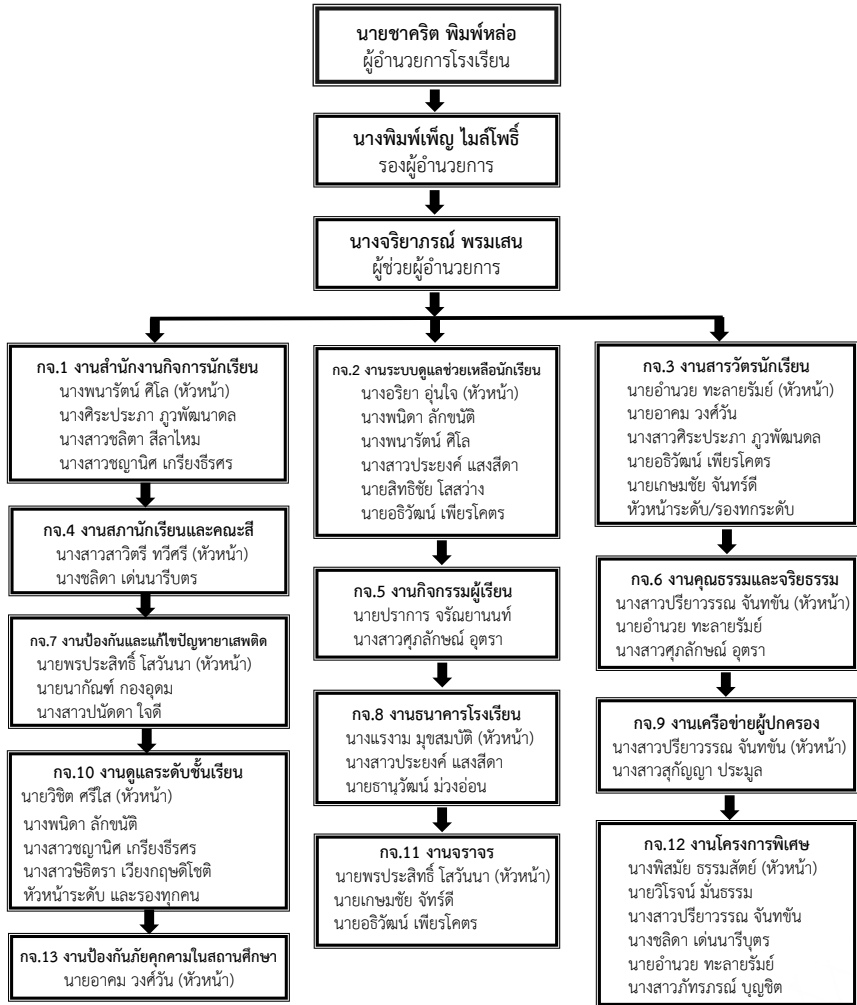 นายชาคริต พิมพ์หล่อ
ผู้อำนวยการโรงเรียน
นางพิมพ์เพ็ญ ไมล์โพธิ์
รองผู้อำนวยการ
นางจริยาภรณ์ พรมเสน
ผู้ช่วยผู้อำนวยการ
กจ.1 งานสำนักงานกิจการนักเรียน
นางพนารัตน์ ศิโล (หัวหน้า)
นางศิระประภา ภูวพัฒนาดล
นางสาวชลิตา สีลาไหม
นางสาวชญานิศ เกรียงธีรศร
กจ.2 งานระบบดูแลช่วยเหลือนักเรียน
นางอริยา อุ่นใจ (หัวหน้า)
นางพนิดา ลักขนัติ
นางพนารัตน์ ศิโล
นางสาวประยงค์ แสงสีดา
นายสิทธิชัย โสสว่าง
นายอธิวัฒน์ เพียรโคตร
กจ.3 งานสารวัตรนักเรียน
นายอำนวย ทะลายรัมย์ (หัวหน้า)
นายอาคม วงศ์วัน
นางสาวศิระประภา ภูวพัฒนดล
นายอธิวัฒน์ เพียรโคตร
นายเกษมชัย จันทร์ดี
หัวหน้าระดับ/รองทกระดับ
กจ.4 งานสภานักเรียนและคณะสี
นางสาวสาวิตรี ทวีศรี (หัวหน้า)
นางชลิดา เด่นนารีบตร
กจ.5 งานกิจกรรมผู้เรียน
นายปราการ จรัณยานนท์
นางสาวศุภลักษณ์ อุตรา
กจ.6 งานคุณธรรมและจริยธรรม
นางสาวปรียาวรรณ จันทขัน (หัวหน้า)
นายอำนวย ทะลายรัมย์
นางสาวศุภลักษณ์ อุตรา
กจ.7 งานป้องกันและแก้ไขปัญหายาเสพติด
นายพรประสิทธิ์ โสวันนา (หัวหน้า)
นายนากัณฑ์ กองอุดม
นางสาวปนัดดา ใจดี
กจ.8 งานธนาคารโรงเรียน
นางแรงาม มุขสมบัติ (หัวหน้า)
นางสาวประยงค์ แสงสีดา
นายธานุวัฒน์ ม่วงอ่อน
กจ.9 งานเครือข่ายผู้ปกครอง
นางสาวปรียาวรรณ จันทขัน (หัวหน้า)
นางสาวสุกัญญา ประมูล
กจ.10 งานดูแลระดับชั้นเรียน
นายวิชิต ศรีใส (หัวหน้า)
นางพนิดา ลักขนัติ
นางสาวชญานิศ เกรียงธีรศร
นางสาวษิธิตรา เวียงกฤษดิโชติ
หัวหน้าระดับ และรองทุกคน
กจ.11 งานจราจร
นายพรประสิทธิ์ โสวันนา (หัวหน้า)
นายเกษมชัย จัทร์ดี
นายอธิวัฒน์ เพียรโคตร
กจ.12 งานโครงการพิเศษ
นางพิสมัย ธรรมสัตย์ (หัวหน้า)
นายวิโรจน์ มั่นธรรม
นางสาวปรียาวรรณ จันทขัน
นางชลิดา เด่นนารีบุตร
นายอำนวย ทะลายรัมย์
นางสาวภัทรภรณ์ บุญชิต
กจ.13 งานป้องกันภัยคุกคามในสถานศึกษา
นายอาคม วงศ์วัน (หัวหน้า)